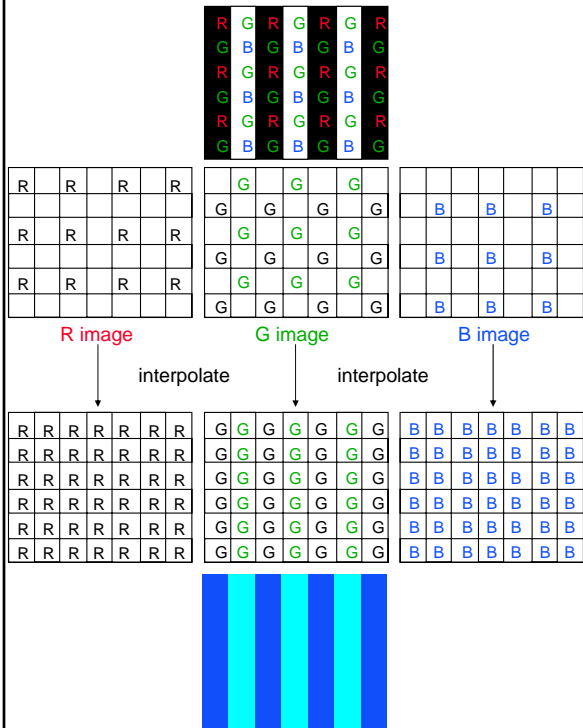 R G R G R G R
G B G B G B G
R G R G R G R
G B G B G B G
R G R G R G R
G B G B G B G
R R R R
G G G
G G G G
B B B
R R R R
G G G
G G G G
B B B
R R R R
G G G
G G G G
B B B
R image
G image
B image
interpolate
interpolate
R R R R R R R
G G G G G G G
B B B B B B B
R R R R R R R
G G G G G G G
B B B B B B B
R R R R R R R
G G G G G G G
B B B B B B B
R R R R R R R
G G G G G G G
B B B B B B B
R R R R R R R
G G G G G G G
B B B B B B B
R R R R R R R
G G G G G G G
B B B B B B B